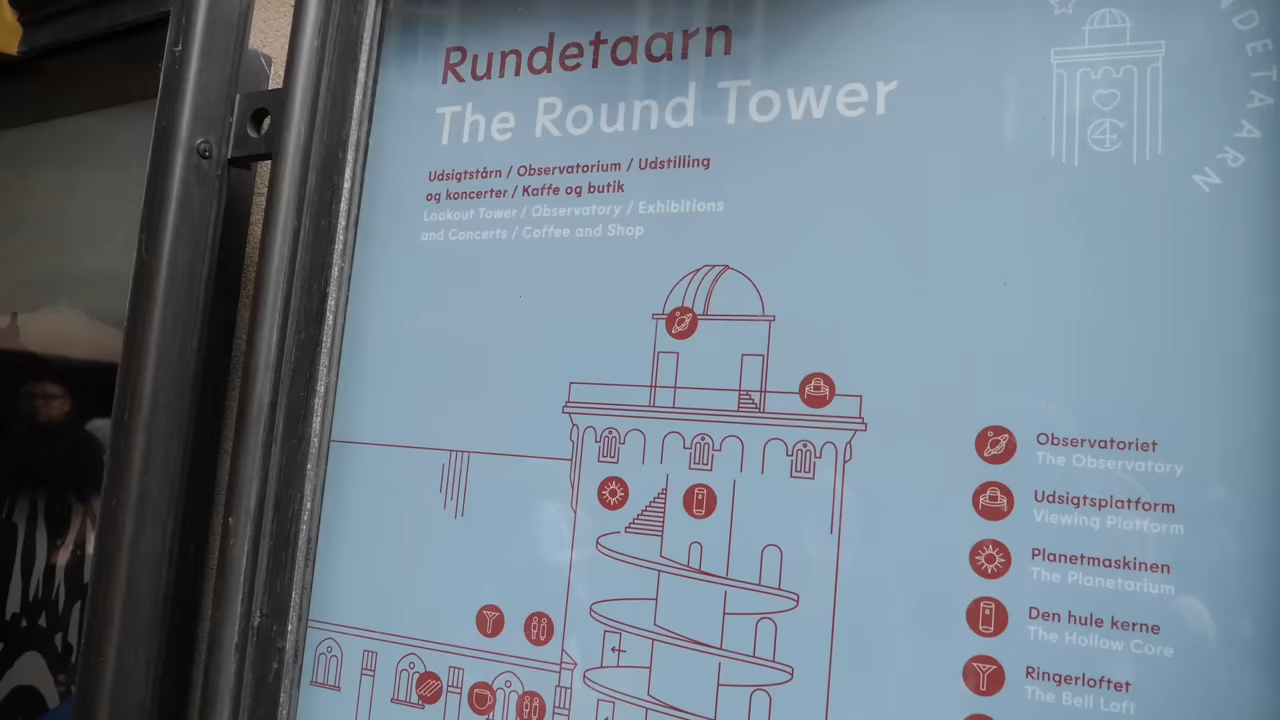 Rundetaarn
The Round Tower
Udsigtstårn / Observatorium / Udstilling
og koncerter / Kaffe og butik
Lookout Tower / Observatory / Exhibitions
and Concerts / Coffee and Shop
NDETAARN
Observatoriet
The Observatory
Udsigtsplatform
Viewing Platform
Planetmaskinen
The Planetarium
Den hule kerne
The Hollow Core
Ringerloftet
The Bell Loft